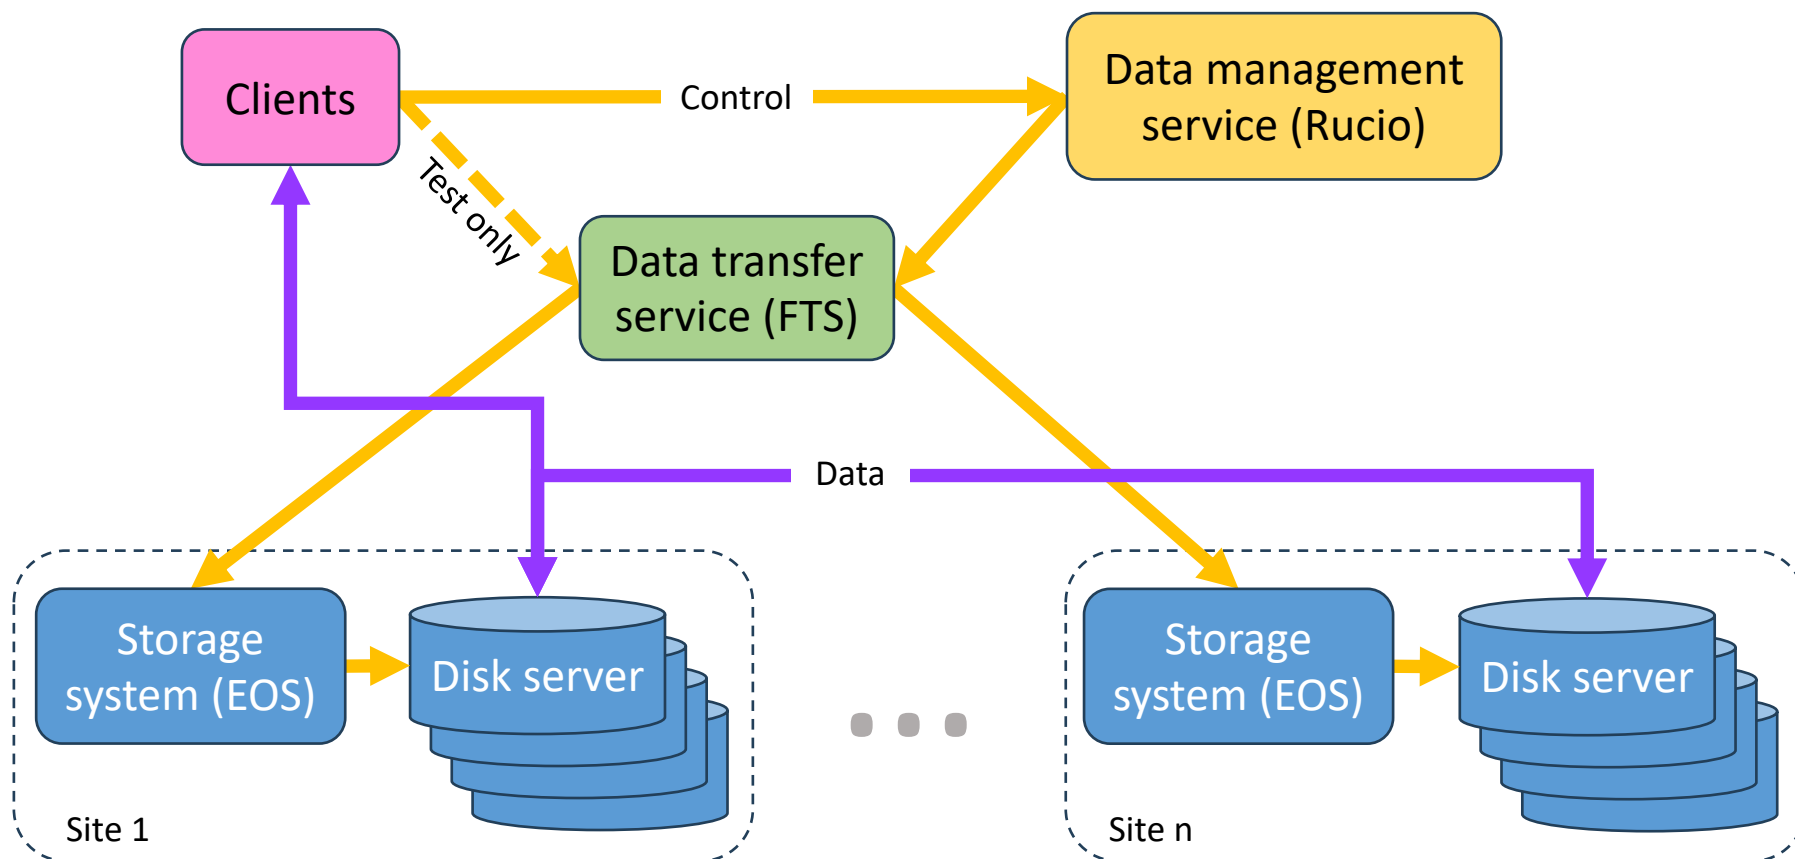 Clients
Control
Data management
service (Rucio)
Test only
Data transfer
service (FTS)
Data
Storage
system (EOS)
Disk server
Site 1
Storage
system (EOS)
Disk server
Site n